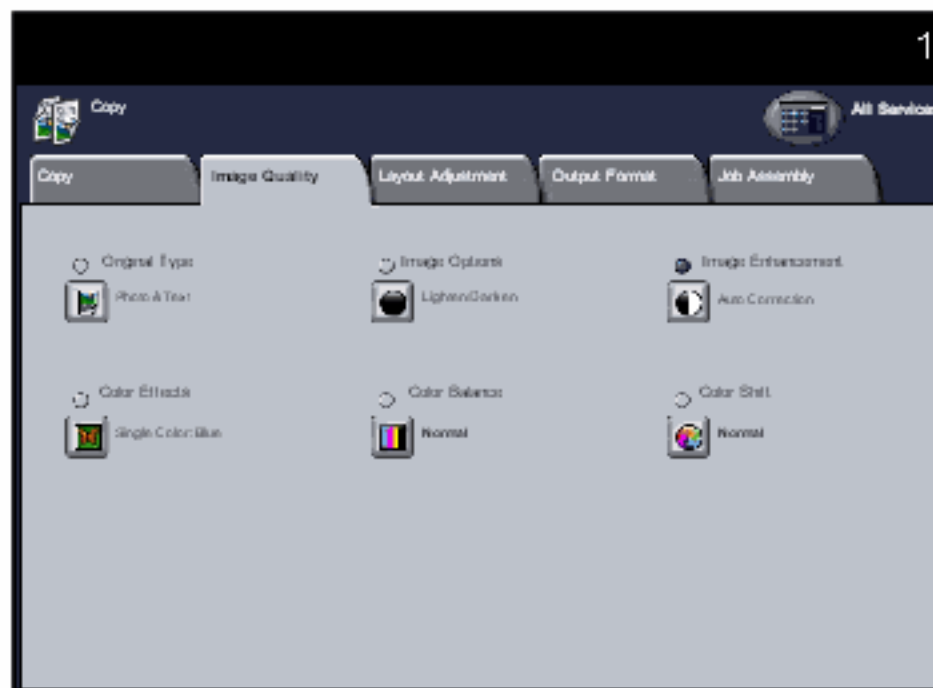 1
Copy
All Service
Copy
Image Quality
Layout Adjustment
Output Format
Job Assembly
Original Type
Photo & Text
Image Options
Lighten/Darken
Image Enhancement
Auto Correction
Color Effects
Single Color: Blue
Color Balance
Normal
Color Shift
Normal